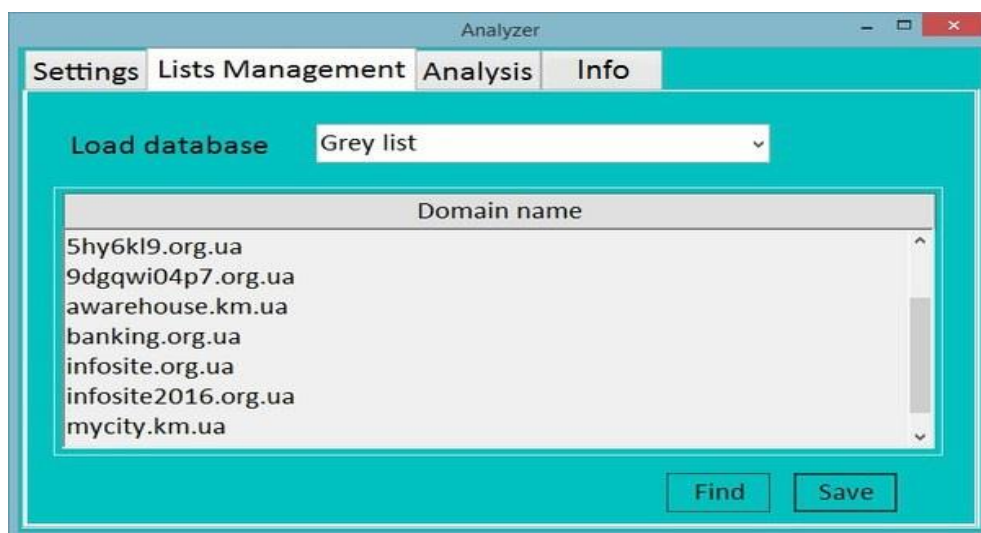 Analyzer
Settings Lists Management Analysis Info
Load database Grey list
Domain name
5hy6kl9.org.ua
9dgqwi04p7.org.ua
awarehouse.km.ua
banking.org.ua
infosite.org.ua
infosite2016.org.ua
mycity.km.ua
Find Save